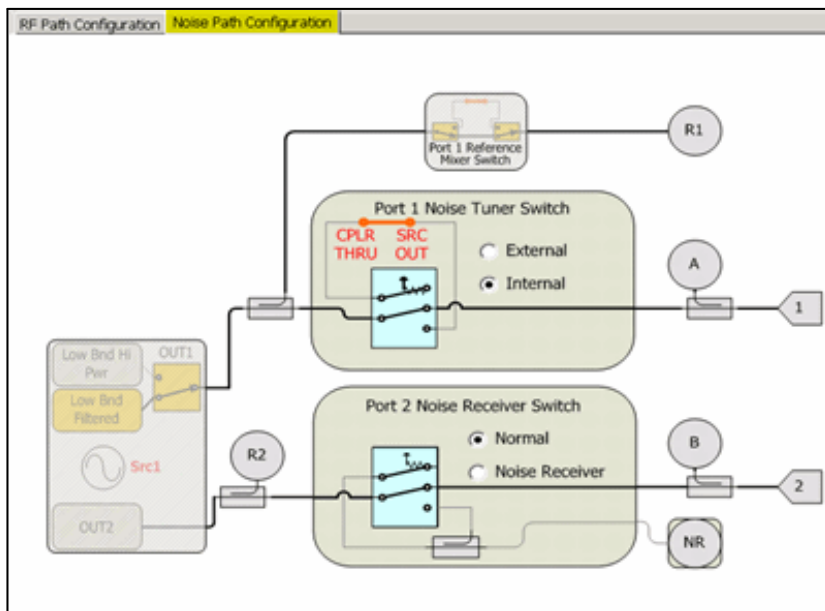 RF Path Configuration
Noise Path Configuration
Port 1 Reference
Mixer Switch
R1
Port 1 Noise Tuner Switch
CPLR
THRU
SRC
OUT
External
Internal
A
1
Low Bnd Hi
Pwr
OUT1
Low Bnd
Filtered
Src1
OUT2
R2
Port 2 Noise Receiver Switch
Normal
Noise Receiver
B
2
NR